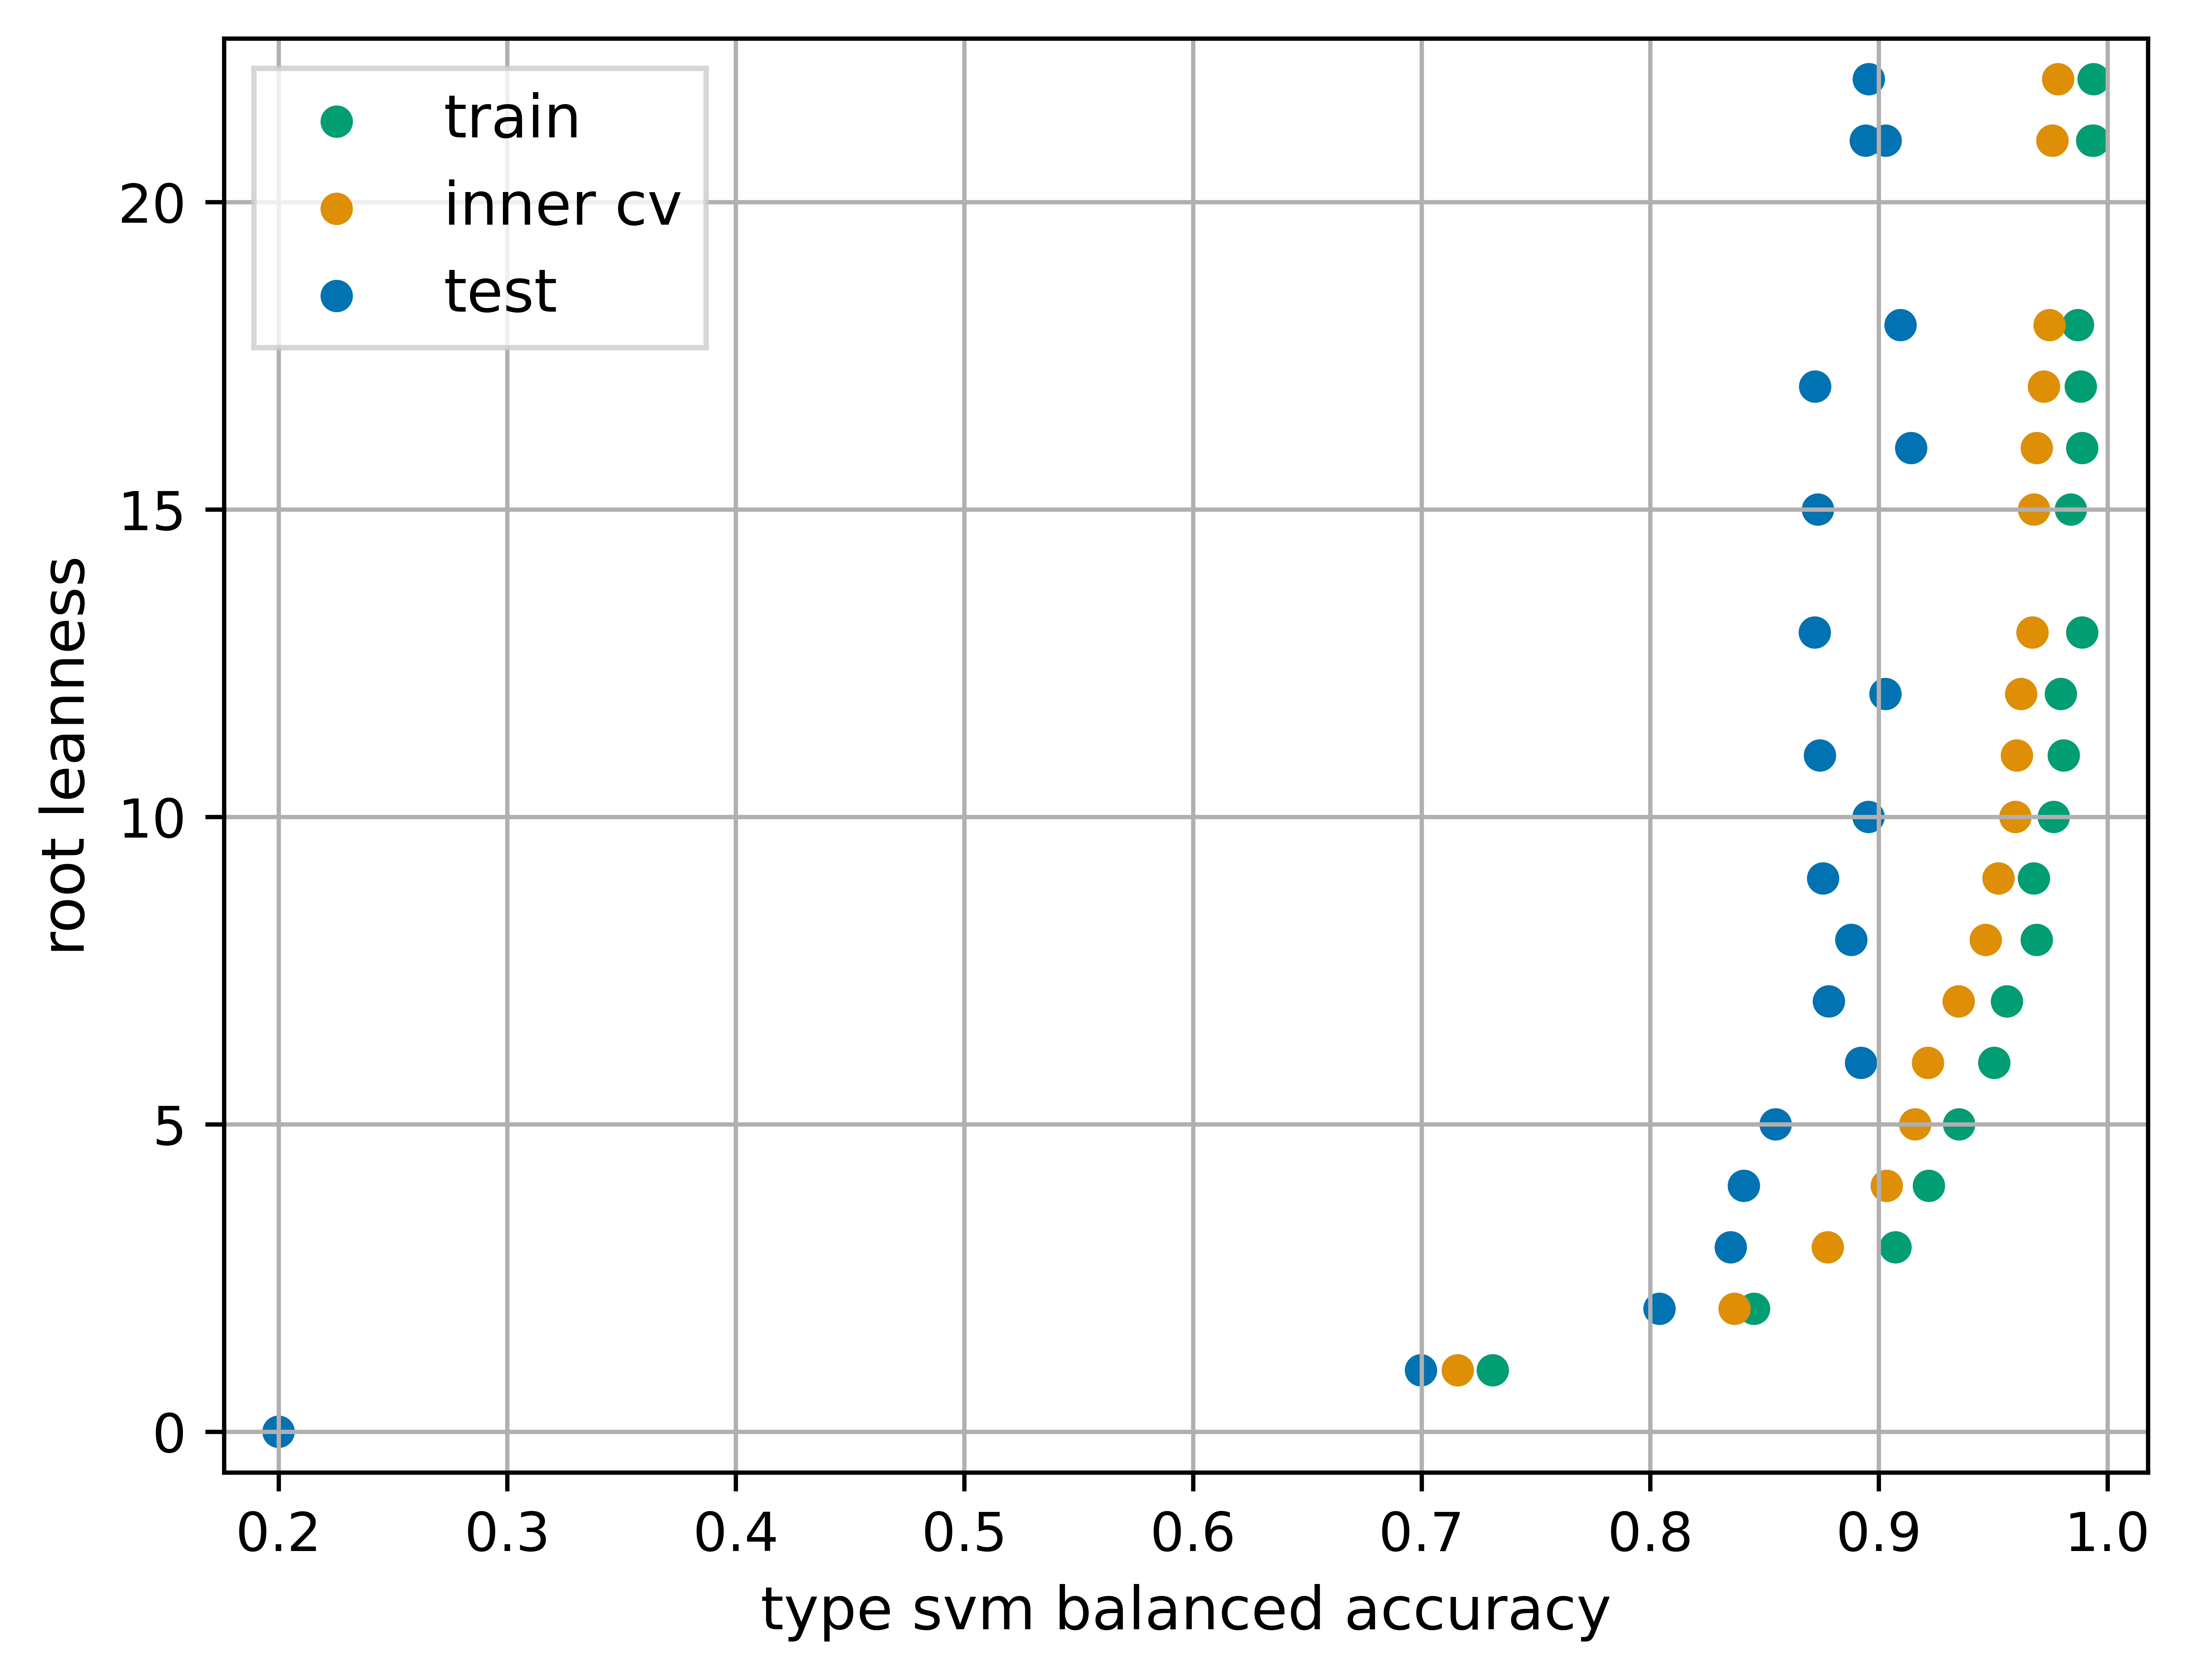 train
inner cv
test
20
15
10
5
0
root leanness
0.2 0.3 0.4 0.5 0.6 0.7 0.8 0.9 1.0
type svm balanced accuracy